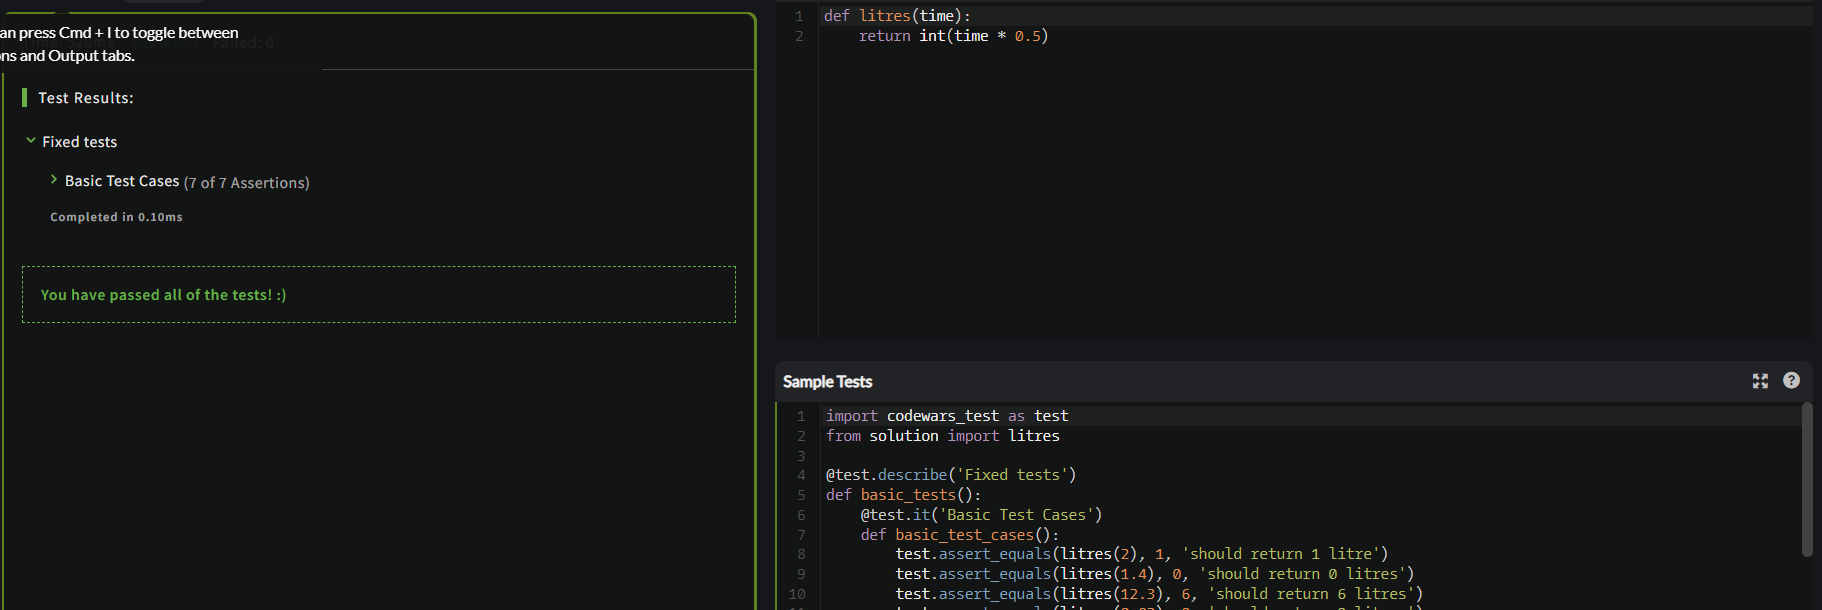 an press Cmd + I to toggle between
ns and Output tabs.
Failed: 0
Test Results:
Fixed tests
Basic Test Cases (7 of 7 Assertions)
Completed in 0.10ms
You have passed all of the tests! :)
1 def litres(time):
2 return int(time * 0.5)
Sample Tests
1 import codewars_test as test
2 from solution import litres
3
4 @test.describe('Fixed tests')
5 def basic_tests():
6 @test.it('Basic Test Cases')
7 def basic_test_cases():
8 test.assert_equals(litres(2), 1, 'should return 1 litre')
9 test.assert_equals(litres(1.4), 0, 'should return 0 litres')
10 test.assert_equals(litres(12.3), 6, 'should return 6 litres')